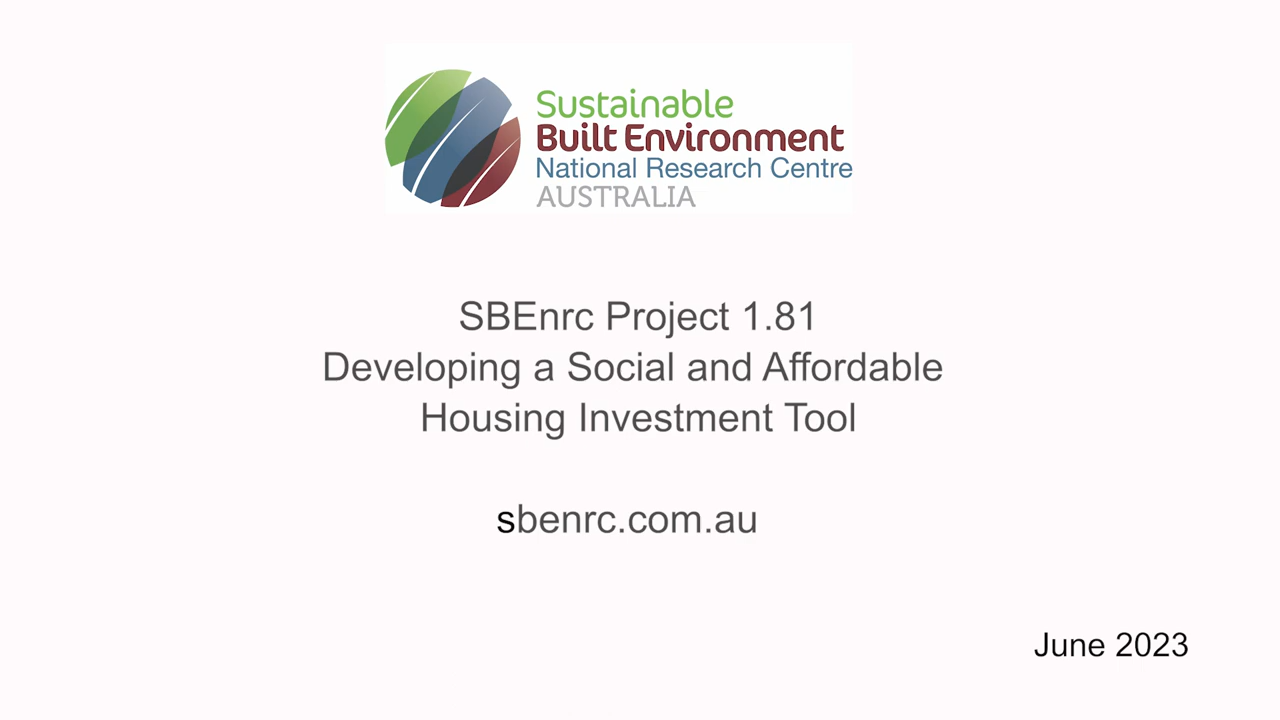 Sustainable
Built Environment
National Research Centre
AUSTRALIA
SBEnrc Project 1.81
Developing a Social and Affordable
Housing Investment Tool
sbenrc.com.au
June 2023